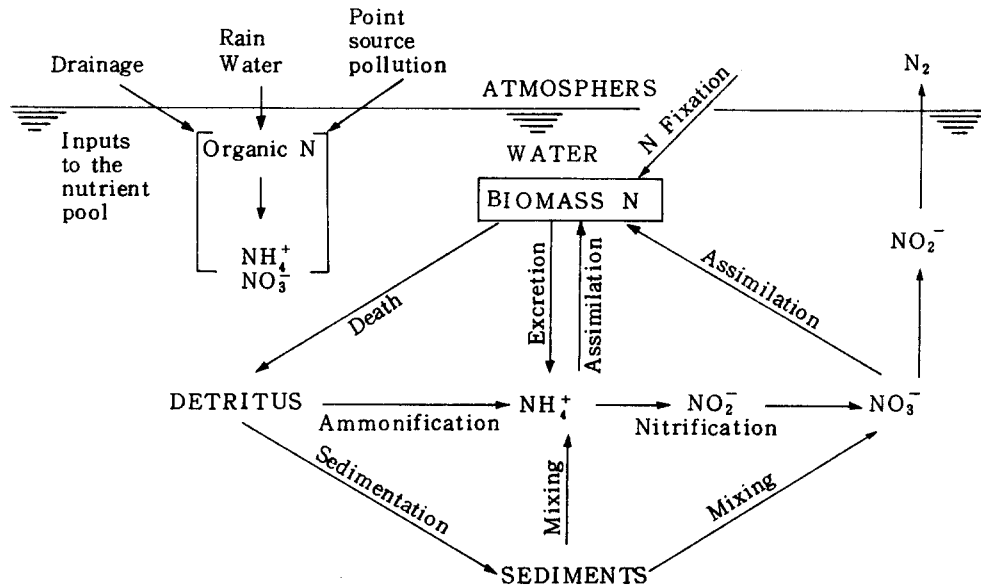 Drainage
Rain
Water
Point
source
pollution
ATMOSPHERS
N Fixation
N₂
Inputs
to the
nutrient
pool
Organic N
NH₄⁺
NO₃⁻
WATER
BIOMASS N
NO₂⁻
Death
Excretion
Assimilation
Assimilation
DETRITUS
Ammonification
NH₄⁺
NO₂⁻
Nitrification
NO₃⁻
Sedimentation
Mixing
Mixing
SEDIMENTS